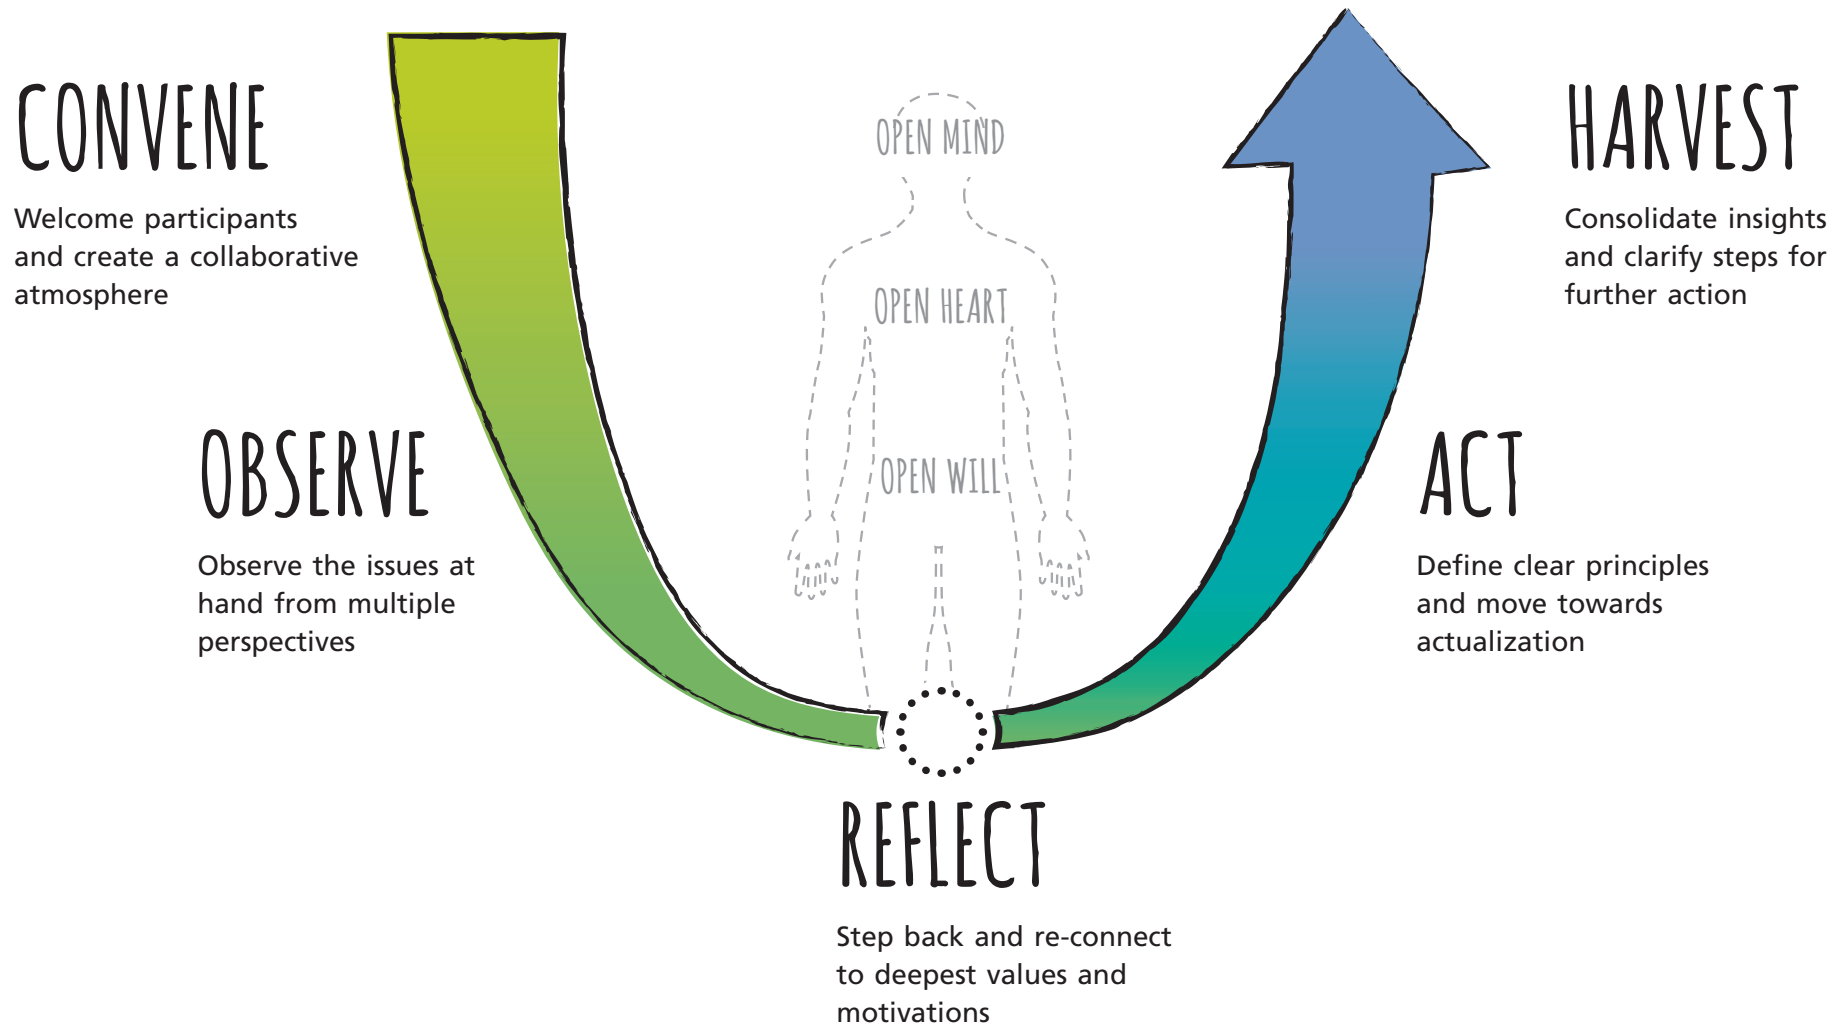 CONVENE
Welcome participants
and create a collaborative
atmosphere
OBSERVE
Observe the issues at
hand from multiple
perspectives
OPEN MIND
OPEN HEART
OPEN WILL
REFLECT
Step back and re-connect
to deepest values and
motivations
ACT
Define clear principles
and move towards
actualization
HARVEST
Consolidate insights
and clarify steps for
further action